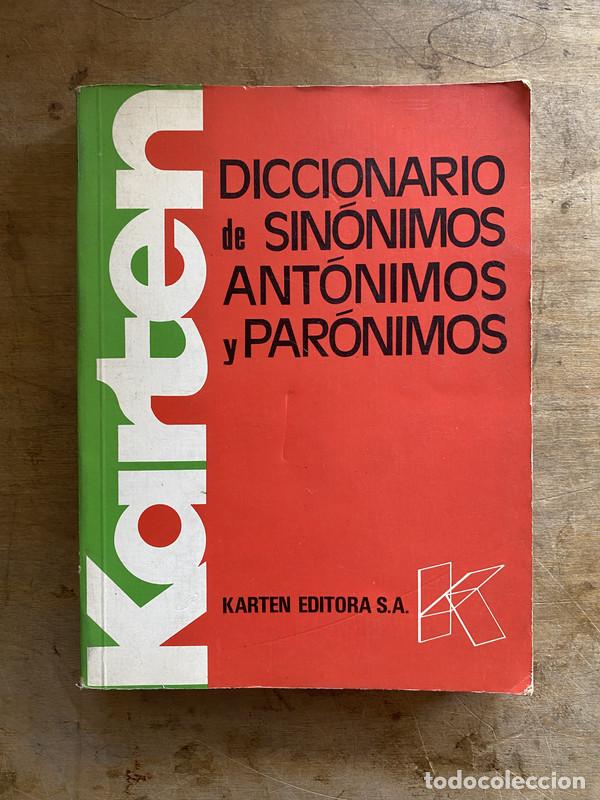 Karten
DICCIONARIO
de SINÓNIMOS
ANTÓNIMOS
y PARÓNIMOS
KARTEN EDITORA S.A.
todocoleccion